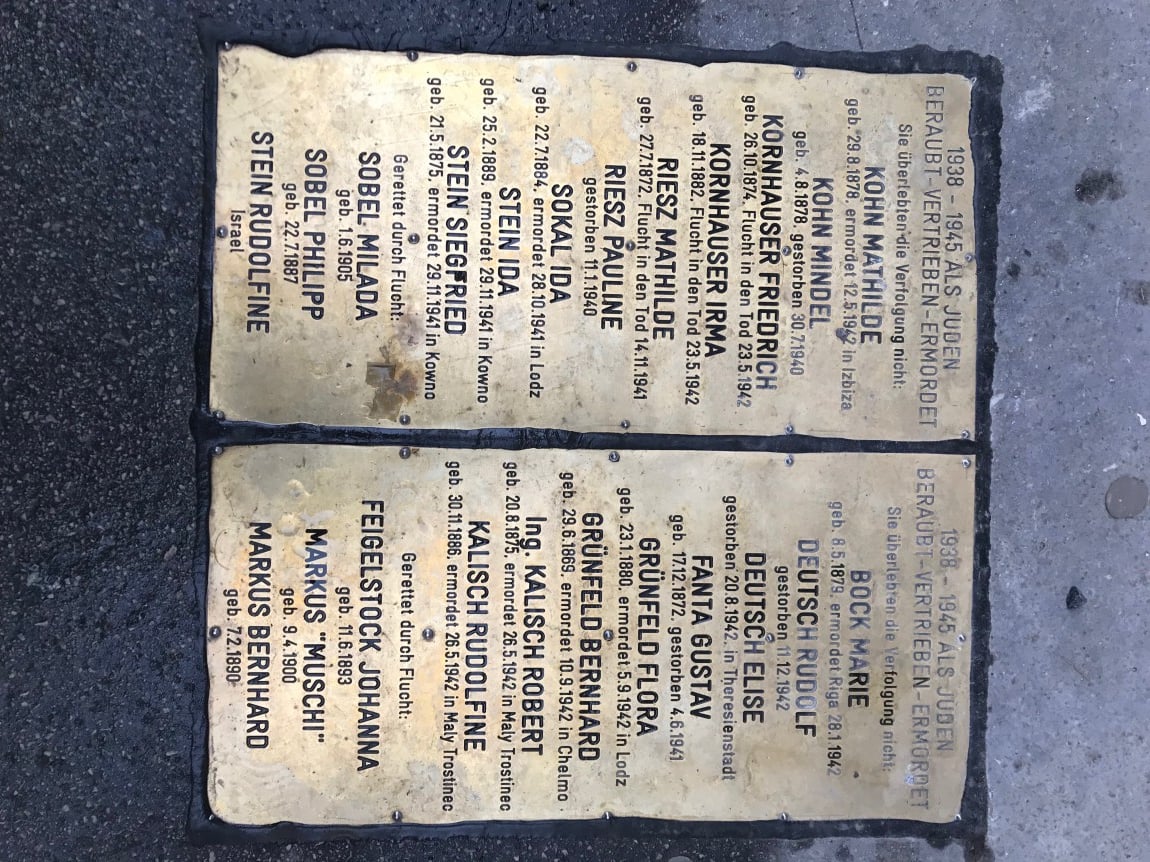 1938 - 1945 ALS JUDEN
BERAUBT-VERTRIEBEN-ERMORDET
Sie überlebten die Verfolgung nicht:
KOHN MATHILDE
geb. 29.8.1878, ermordet 12.5.1942 in Izbiza
KOHN MINDEL
geb. 4.8.1878, gestorben 30.7.1940
KORNHAUSER FRIEDRICH
geb. 26.10.1874, Flucht in den Tod 23.5.1942
KORNHAUSER IRMA
geb. 18.11.1887, Flucht in den Tod 23.5.1942
RIESZ MATHILDE
geb. 27.7.1872, Flucht in den Tod 14.11.1941
RIESZ PAULINE
gestorben 11.1.1940
SOKAL IDA
geb. 22.7.1884, ermordet 28.10.1941 in Lodz
STEIN IDA
geb. 25.2.1889, ermordet 29.11.1941 in Kowno
STEIN SIEGFRIED
geb. 21.5.1875, ermordet 29.11.1941 in Kowno
Gerettet durch Flucht:
SOBEL MILADA
geb. 1.6.1905
SOBEL PHILIPP
geb. 22.7.1887
STEIN RUDOLFINE
Israel
1938 - 1945 ALS JUDEN
BERAUBT-VERTRIEBEN-ERMORDET
Sie überlebten die Verfolgung nicht:
BOCK MARIE
geb. 8.5.1879, ermordet Riga 28.1.1942
DEUTSCH RUDOLF
gestorben 11.12.1942
DEUTSCH ELISE
gestorben 20.8.1942, in Theresienstadt
FANTA GUSTAV
geb. 17.12.1872, gestorben 4.6.1941
GRÜNFELD FLORA
geb. 23.1.1880, ermordet 5.9.1942 in Lodz
GRÜNFELD BERNHARD
geb. 29.6.1869, ermordet 10.9.1942 in Chelmo
Ing. KALISCH ROBERT
geb. 20.8.1875, ermordet 26.5.1942 in Maly Trostinec
KALISCH RUDOLFINE
geb. 30.11.1886, ermordet 26.5.1942 in Maly Trostinec
Gerettet durch Flucht:
FEIGELSTOCK JOHANNA
geb. 11.6.1893
MARKUS "MUSCHI"
geb. 9.4.1900
MARKUS BERNHARD
geb. 7.2.1890